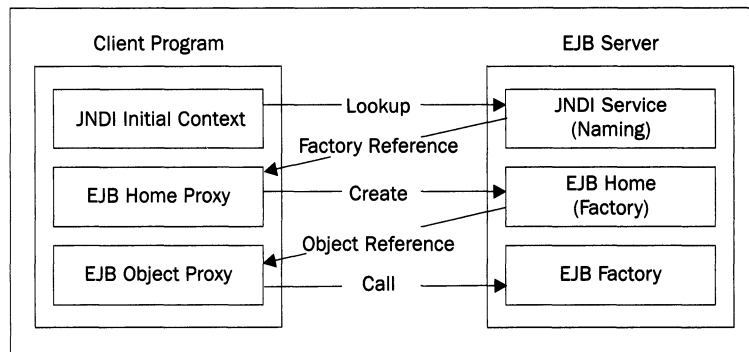 Client Program
EJB Server
JNDI Initial Context
Lookup
JNDI Service
(Naming)
Factory Reference
EJB Home Proxy
Create
EJB Home
(Factory)
Object Reference
EJB Object Proxy
Call
EJB Factory